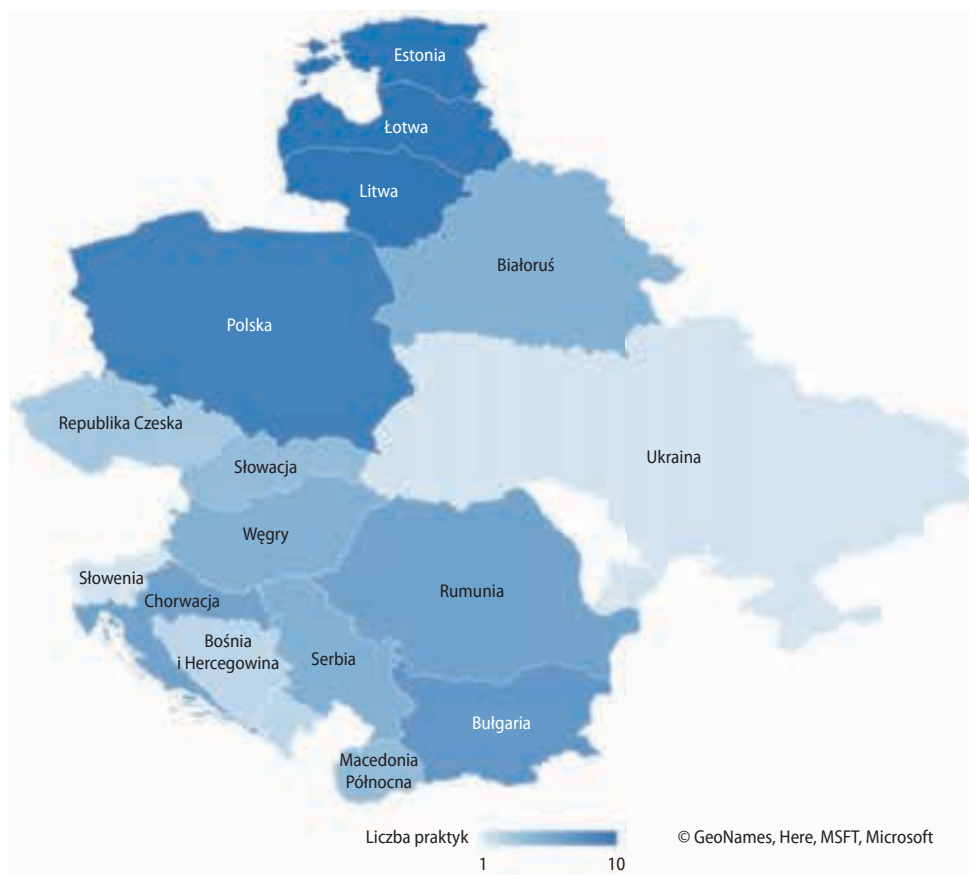 Estonia
Łotwa
Litwa
Białoruś
Polska
Republika Czeska
Ukraina
Słowacja
Węgry
Słowenia
Rumunia
Chorwacja
Bośnia
i Hercegowina
Serbia
Bułgaria
Macedonia
Północna
Liczba praktyk
© GeoNames, Here, MSFT, Microsoft
1
10